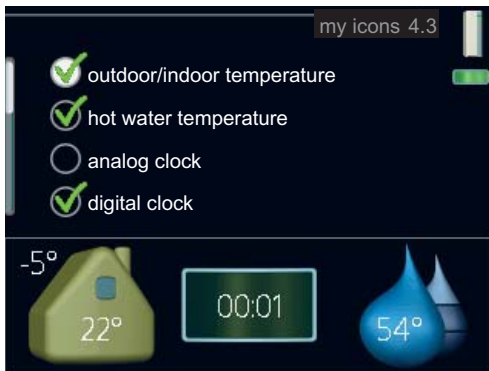 my icons 4.3
outdoor/indoor temperature
hot water temperature
analog clock
digital clock
-5°
22°
00:01
54°